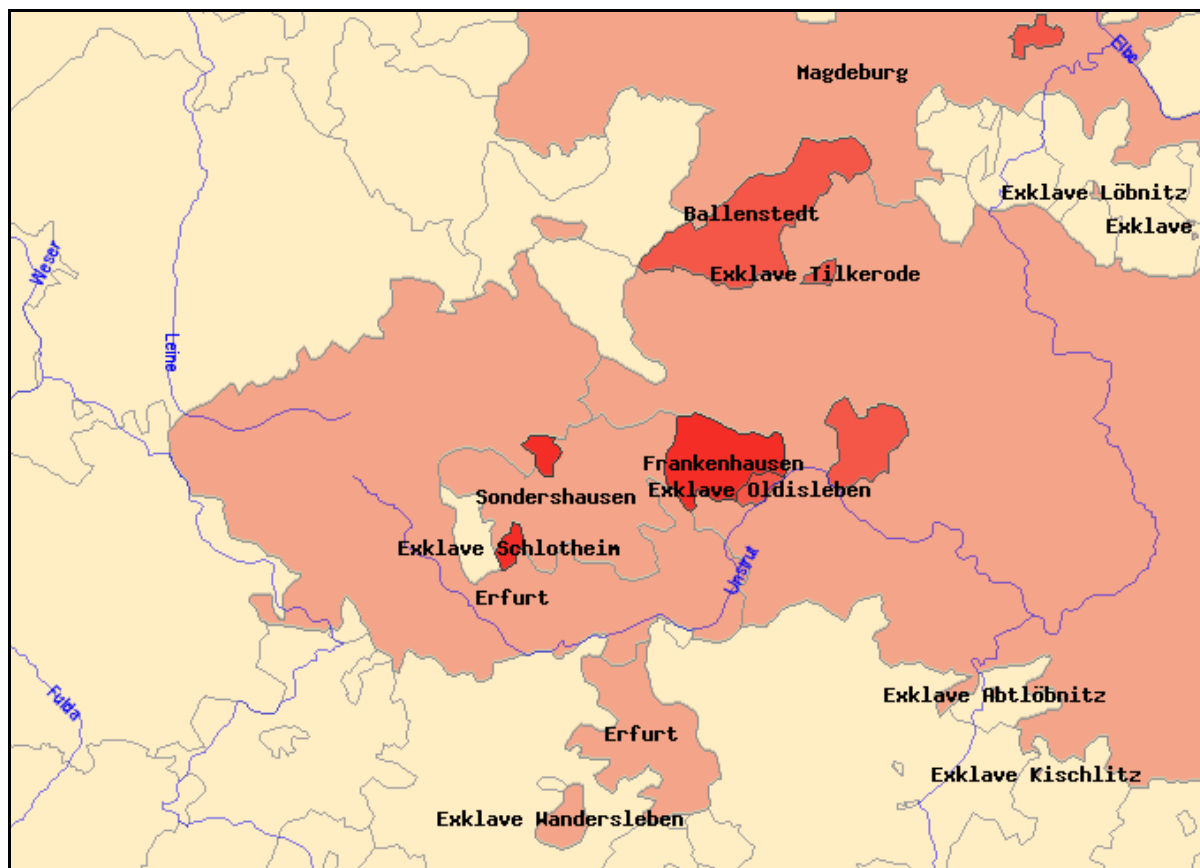 Elbe
Magdeburg
Exklave Löbnitz
Ballenstedt
Exklave
Weser
Exklave Tilkerode
Leine
Frankenhausen
Exklave Oldisleben
Sondershausen
Exklave Schlotheim
Unstrut
Erfurt
Exklave Abtlöbnitz
Fulda
Erfurt
Exklave Kischlitz
Exklave Wandersleben